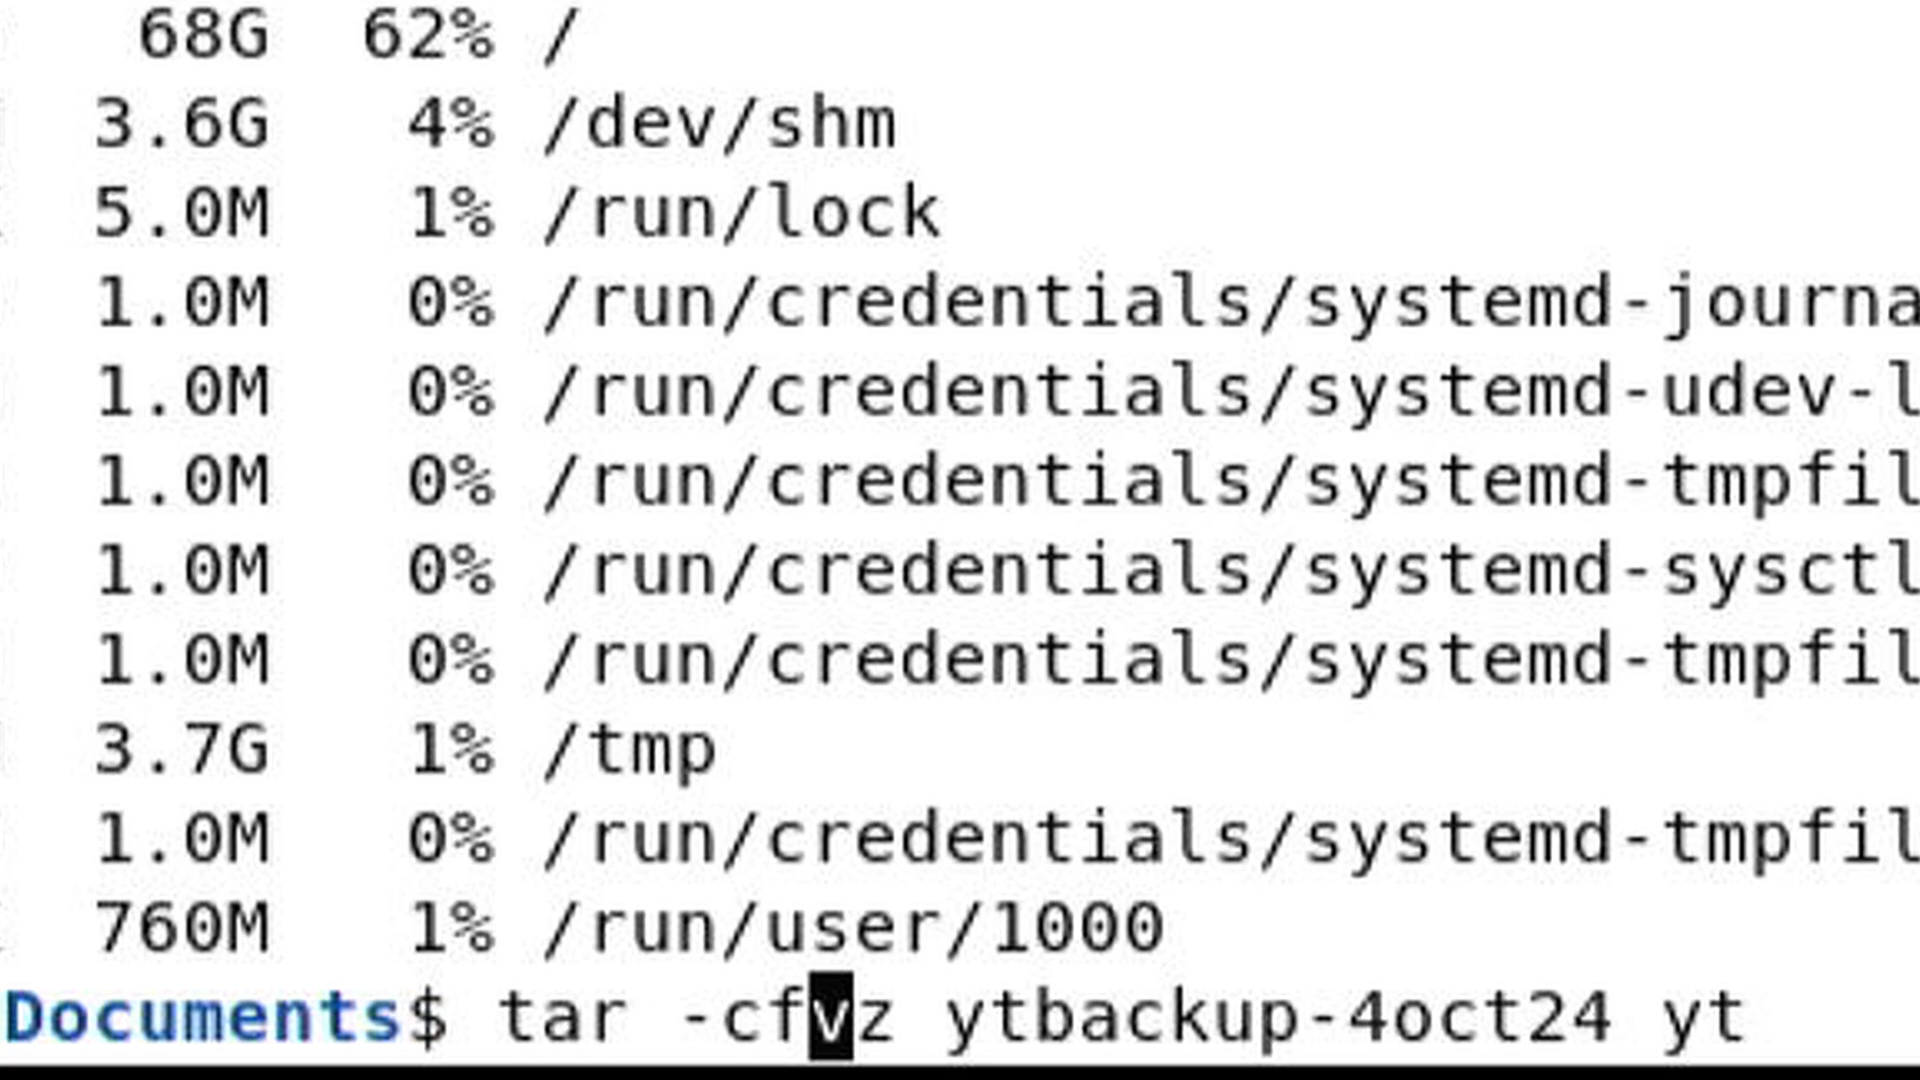 68G 62% /
3.6G 4% /dev/shm
5.0M 1% /run/lock
1.0M 0% /run/credentials/systemd-journa
1.0M 0% /run/credentials/systemd-udev-l
1.0M 0% /run/credentials/systemd-tmpfil
1.0M 0% /run/credentials/systemd-sysctl
1.0M 0% /run/credentials/systemd-tmpfil
3.7G 1% /tmp
1.0M 0% /run/credentials/systemd-tmpfil
760M 1% /run/user/1000
Documents$ tar -cfvz ytbackup-4oct24 yt